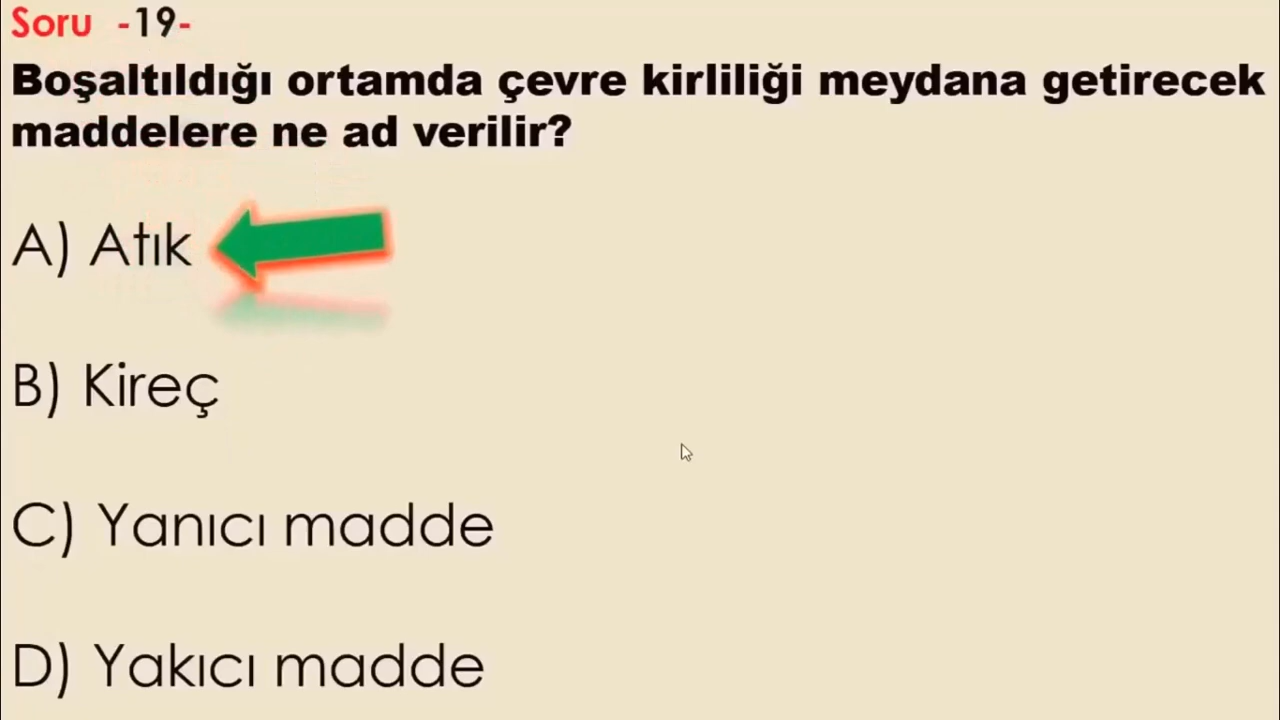 Soru -19-
Boşaltıldığı ortamda çevre kirliliği meydana getirecek
maddelere ne ad verilir?
A) Atık
B) Kireç
C) Yanıcı madde
D) Yakıcı madde